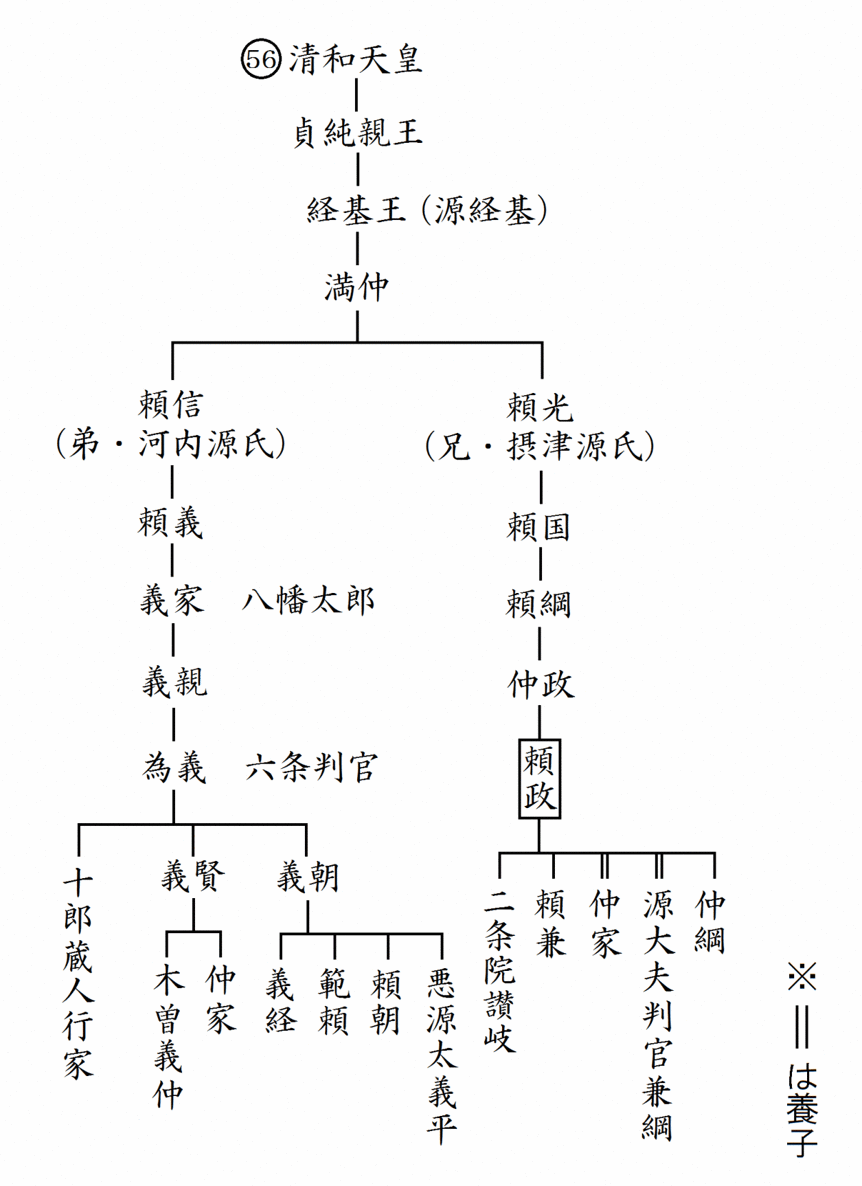 56 清和天皇
貞純親王
経基王（源経基）
満仲
頼信
（弟・河内源氏）
頼義
義家　八幡太郎
義親
為義　六条判官
頼光
（兄・摂津源氏）
頼国
頼綱
仲政
頼政
義朝
義賢
十郎蔵人行家
悪源太義平
頼朝
範頼
義経
仲家
木曽義仲
仲綱
源大夫判官兼綱
仲家
頼兼
二条院讃岐
※＝は養子